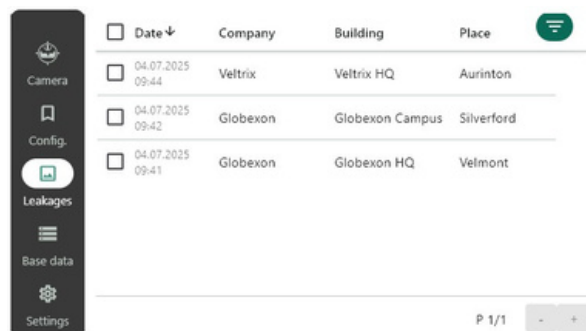 Camera
Config.
Leakages
Base data
Settings
Date Company Building Place
04.07.2025
09:44
Veltrix Veltrix HQ Aurinton
04.07.2025
09:42
Globexon Globexon Campus Silverford
04.07.2025
09:41
Globexon Globexon HQ Velmont
P 1/1 - +